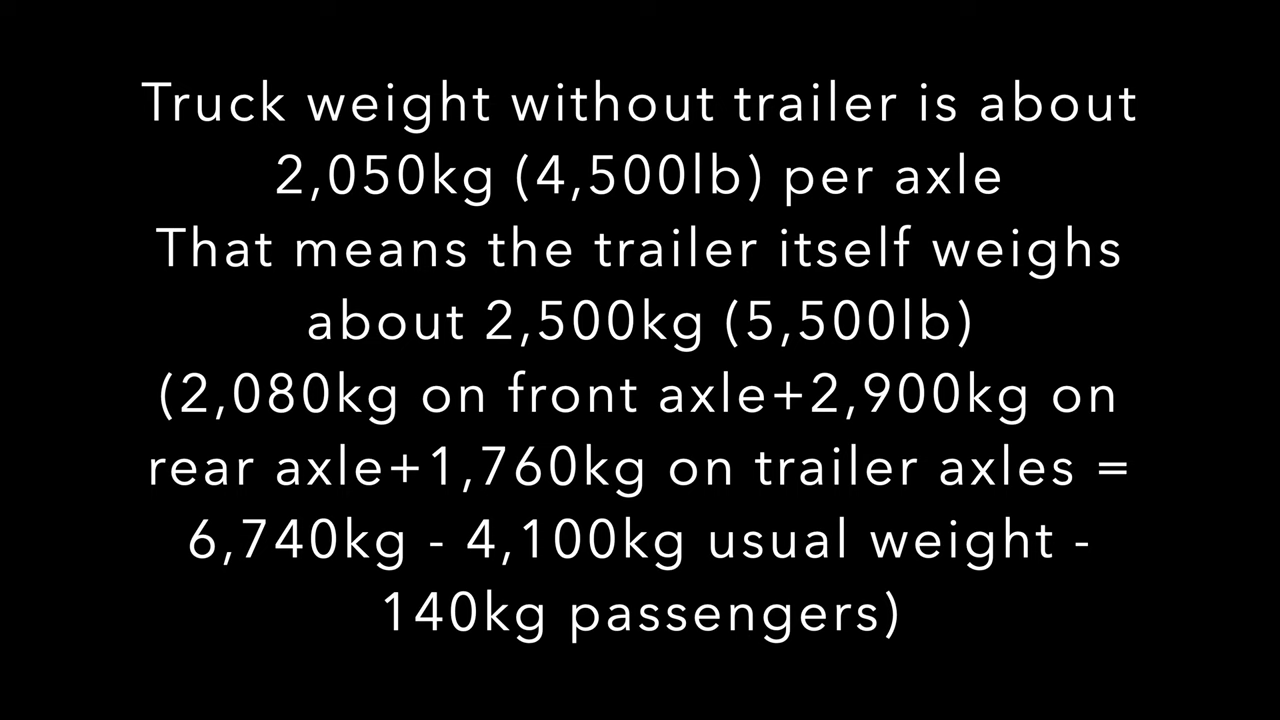 Truck weight without trailer is about
2,050kg (4,500lb) per axle
That means the trailer itself weighs
about 2,500kg (5,500lb)
(2,080kg on front axle+2,900kg on
rear axle+1,760kg on trailer axles =
6,740kg - 4,100kg usual weight -
140kg passengers)